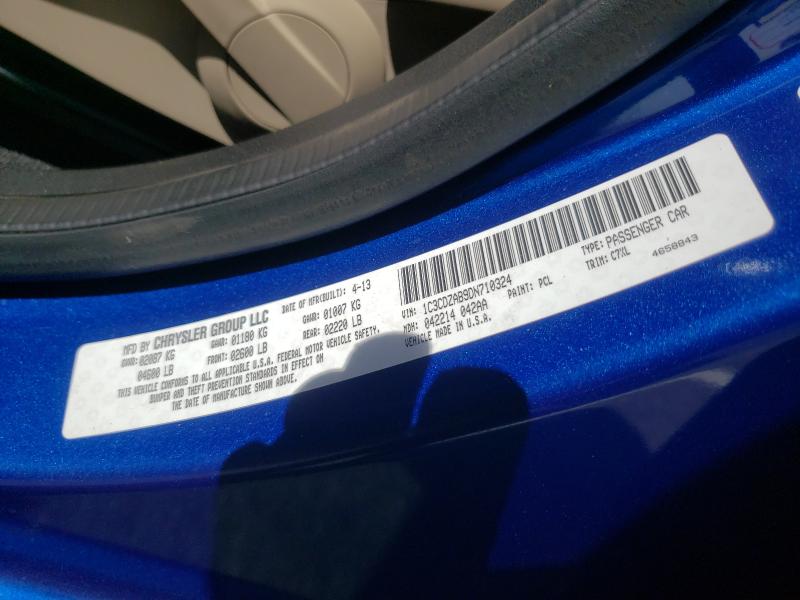 MFD BY CHRYSLER GROUP LLC
DATE OF MFR(BUILT): 4-13
GVWR: 02087 KG
GAWR: 01180 KG
GAWR: 01007 KG
04600 LB
FRONT: 02600 LB
REAR: 02220 LB
THIS VEHICLE CONFORMS TO ALL APPLICABLE U.S.A. FEDERAL MOTOR VEHICLE SAFETY,
BUMPER AND THEFT PREVENTION STANDARDS IN EFFECT ON
THE DATE OF MANUFACTURE SHOWN ABOVE.
VIN: 1C3CDZAB9DN710324
TYPE: PASSENGER CAR
MDH: 042214 042AA
PAINT: PCL
TRIM: C7XL
VEHICLE MADE IN U.S.A.
4658843